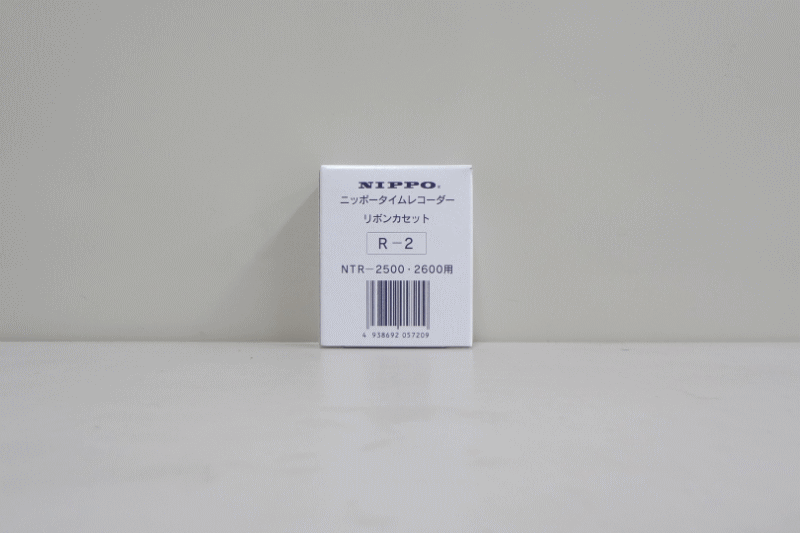 NIPPO®
ニッポータイムレコーダー
リボンカセット
R－2
NTR－2500・2600用
4 938692 057209